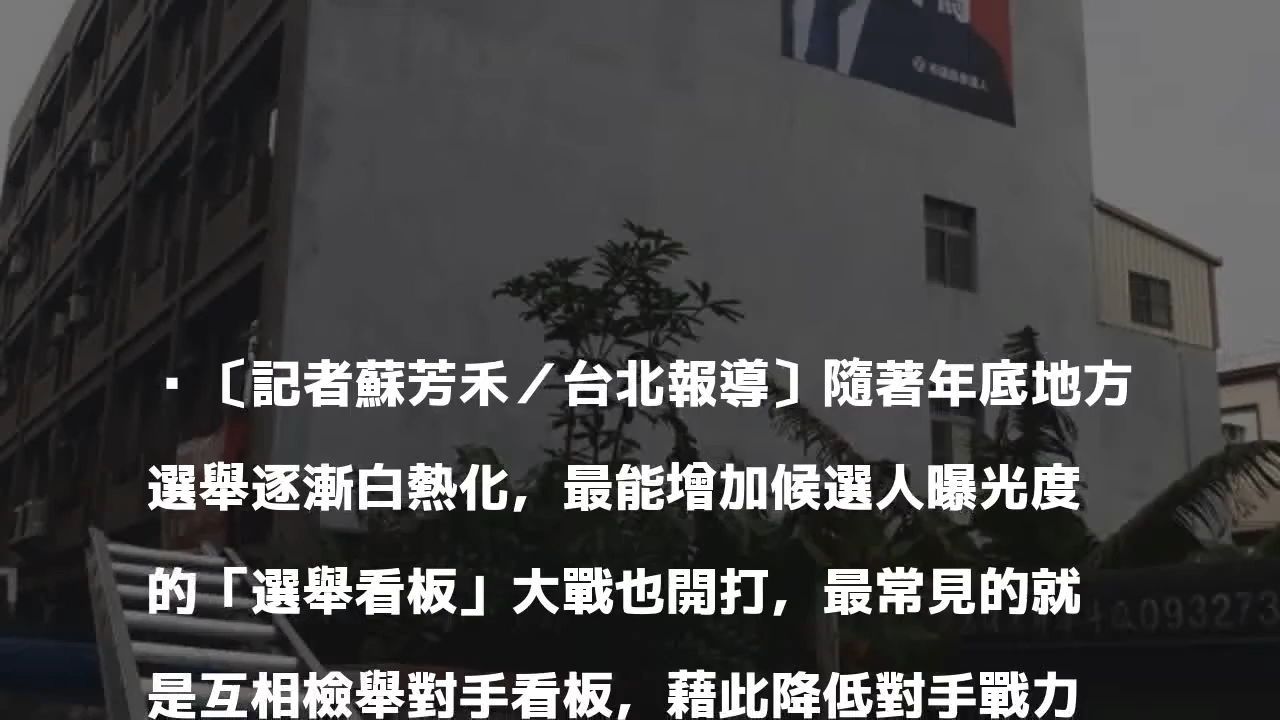 ▪〔記者蘇芳禾／台北報導〕隨著年底地方
選舉逐漸白熱化，最能增加候選人曝光度
的「選舉看板」大戰也開打，最常見的就
093273
是互相檢舉對手看板，藉此降低對手戰力